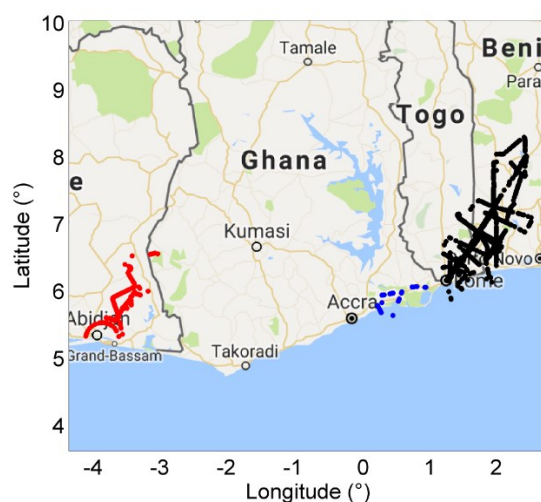 10
Tamale
Beni
Para
9
Togo
8
Ghana
e
7
Kumasi
Novo
6
Lomé
Accra
Abidjan
5
Grand-Bassam
Takoradi
4
-4 -3 -2 -1 0 1 2
Latitude (°)
Longitude (°)